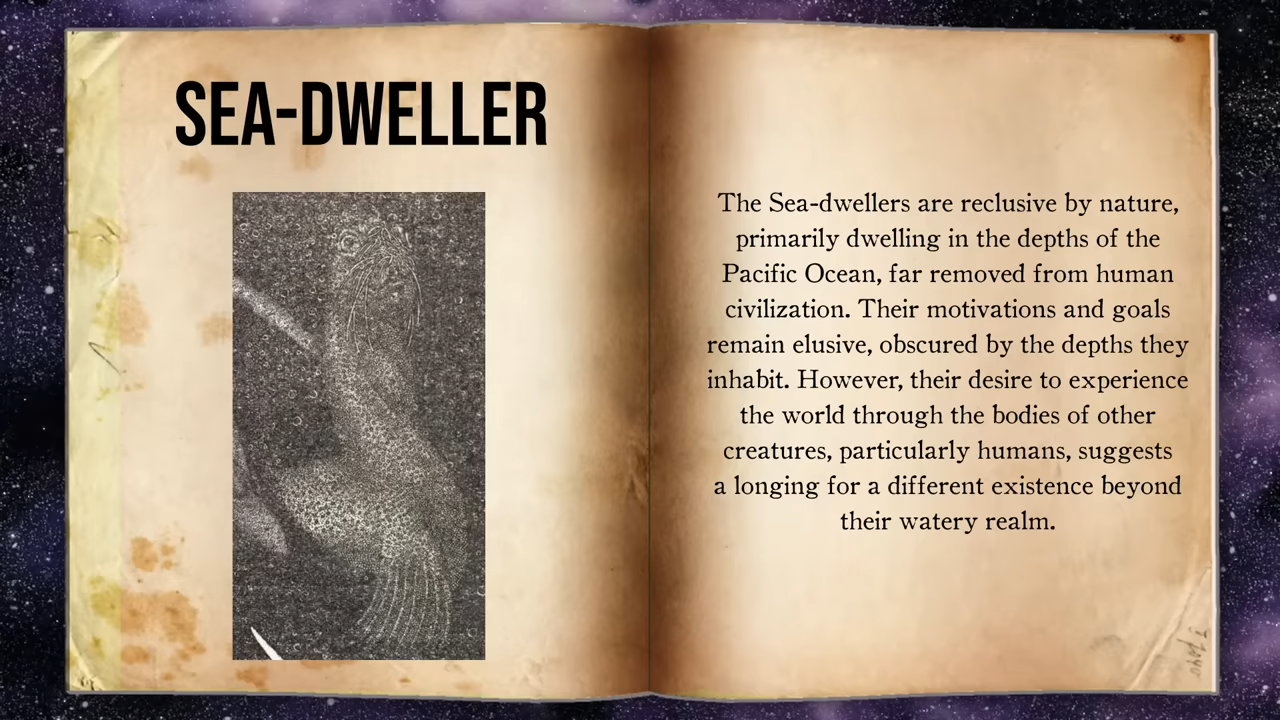 SEA-DWELLER
The Sea-dwellers are reclusive by nature,
primarily dwelling in the depths of the
Pacific Ocean, far removed from human
civilization. Their motivations and goals
remain elusive, obscured by the depths they
inhabit. However, their desire to experience
the world through the bodies of other
creatures, particularly humans, suggests
a longing for a different existence beyond
their watery realm.